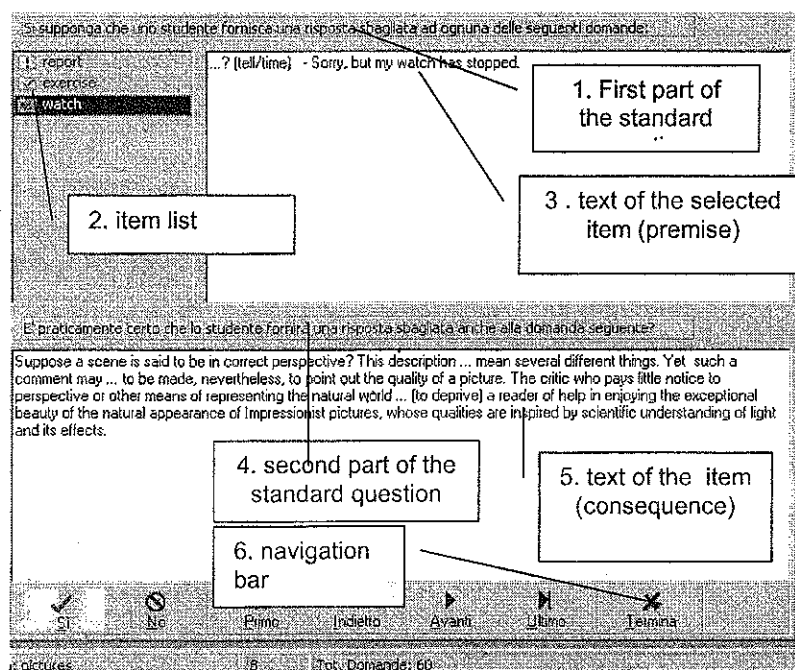 Si supponga che uno studente fornisca una risposta sbagliata ad ognuna delle seguenti domande:
report
exercise
watch
...? (tell/time) - Sorry, but my watch has stopped.
1. First part of
the standard
2. item list
3 . text of the selected
item (premise)
E' praticamente certo che lo studente fornirà una risposta sbagliata anche alla domanda seguente?
Suppose a scene is said to be in correct perspective? This description ... mean several different things. Yet such a
comment may ... to be made, nevertheless, to point out the quality of a picture. The critic who pays little notice to
perspective or other means of representing the natural world ... (to deprive) a reader of help in enjoying the exceptional
beauty of the natural appearance of Impressionist pictures, whose qualities are inspired by scientific understanding of light
and its effects.
4. second part of the
standard question
5. text of the item
(consequence)
6. navigation
bar
Sì No Primo Indietro Avanti Ultimo Termina
pictures 8 Tot. Domande: 60